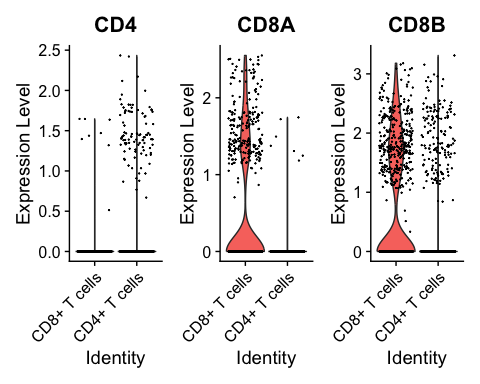 CD4
CD8A
CD8B
Expression Level
2.5
2.0
1.5
1.0
0.5
0.0
CD8+ T cells
CD4+ T cells
Identity
Expression Level
2
1
0
CD8+ T cells
CD4+ T cells
Identity
Expression Level
3
2
1
0
CD8+ T cells
CD4+ T cells
Identity